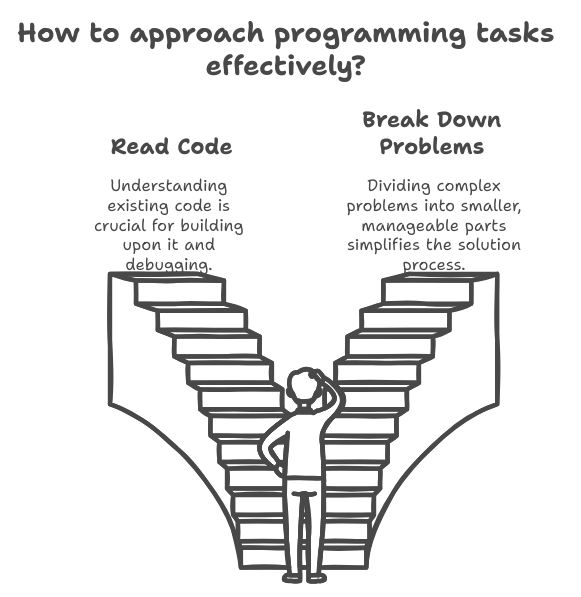 How to approach programming tasks
effectively?
Read Code
Understanding
existing code is
crucial for building
upon it and
debugging.
Break Down
Problems
Dividing complex
problems into smaller,
manageable parts
simplifies the solution
process.